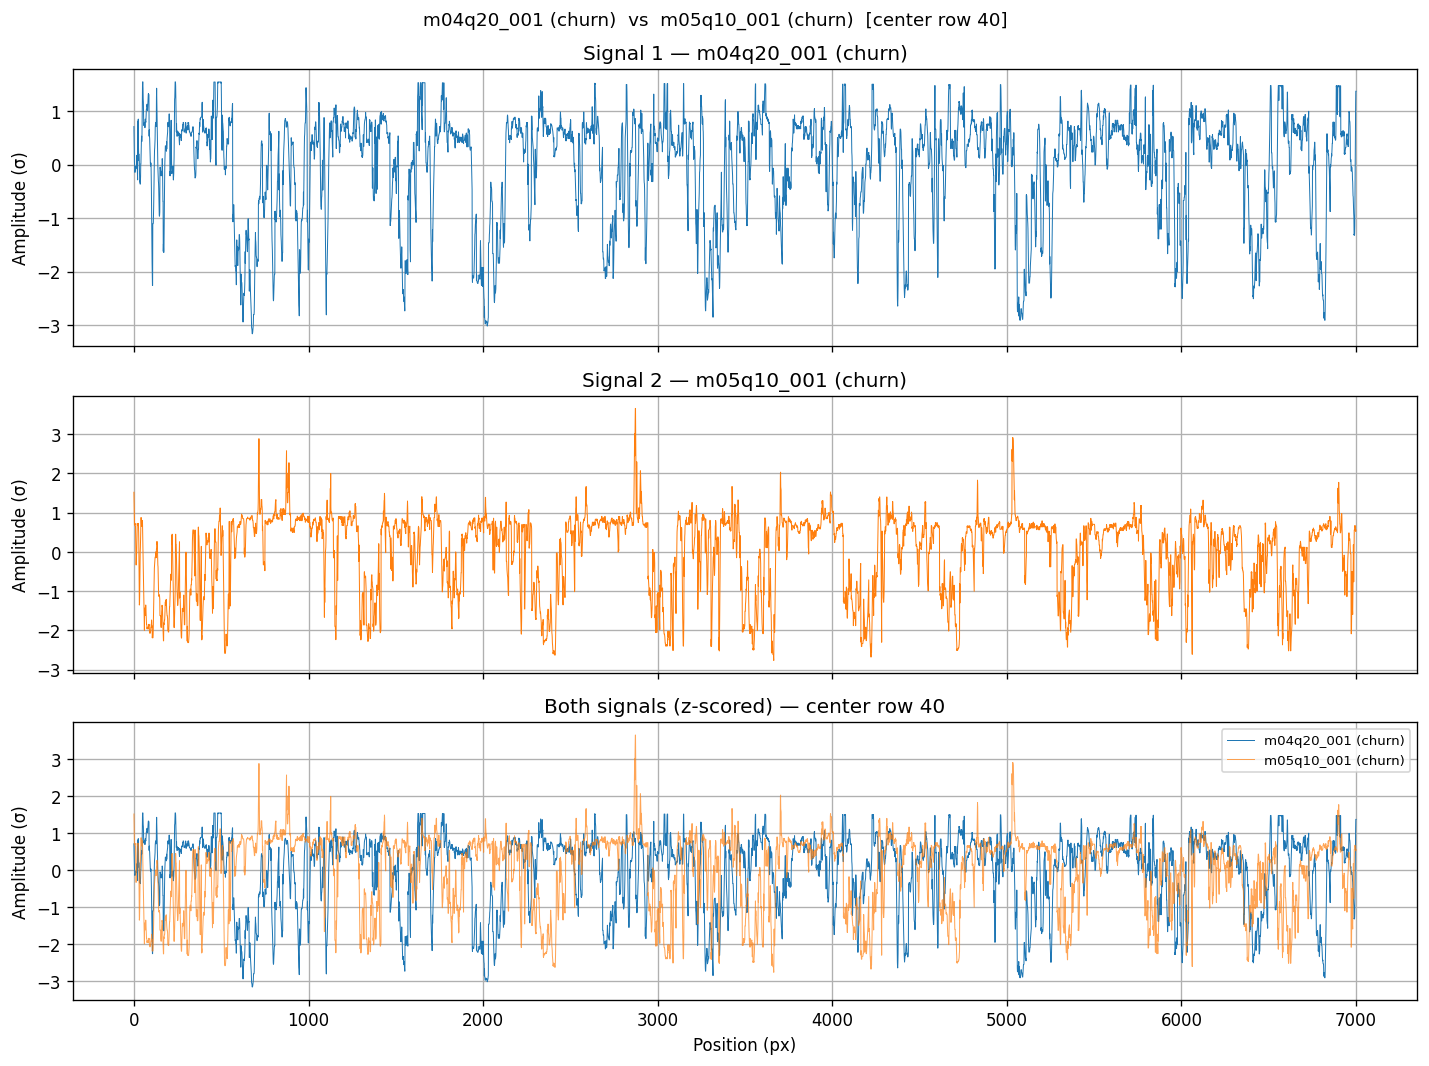 m04q20_001 (churn)  vs  m05q10_001 (churn)  [center row 40]
Signal 1 — m04q20_001 (churn)
Amplitude (σ)
1
0
−1
−2
−3
Signal 2 — m05q10_001 (churn)
Amplitude (σ)
3
2
1
0
−1
−2
−3
Both signals (z-scored) — center row 40
m04q20_001 (churn)
m05q10_001 (churn)
Amplitude (σ)
3
2
1
0
−1
−2
−3
0 1000 2000 3000 4000 5000 6000 7000
Position (px)